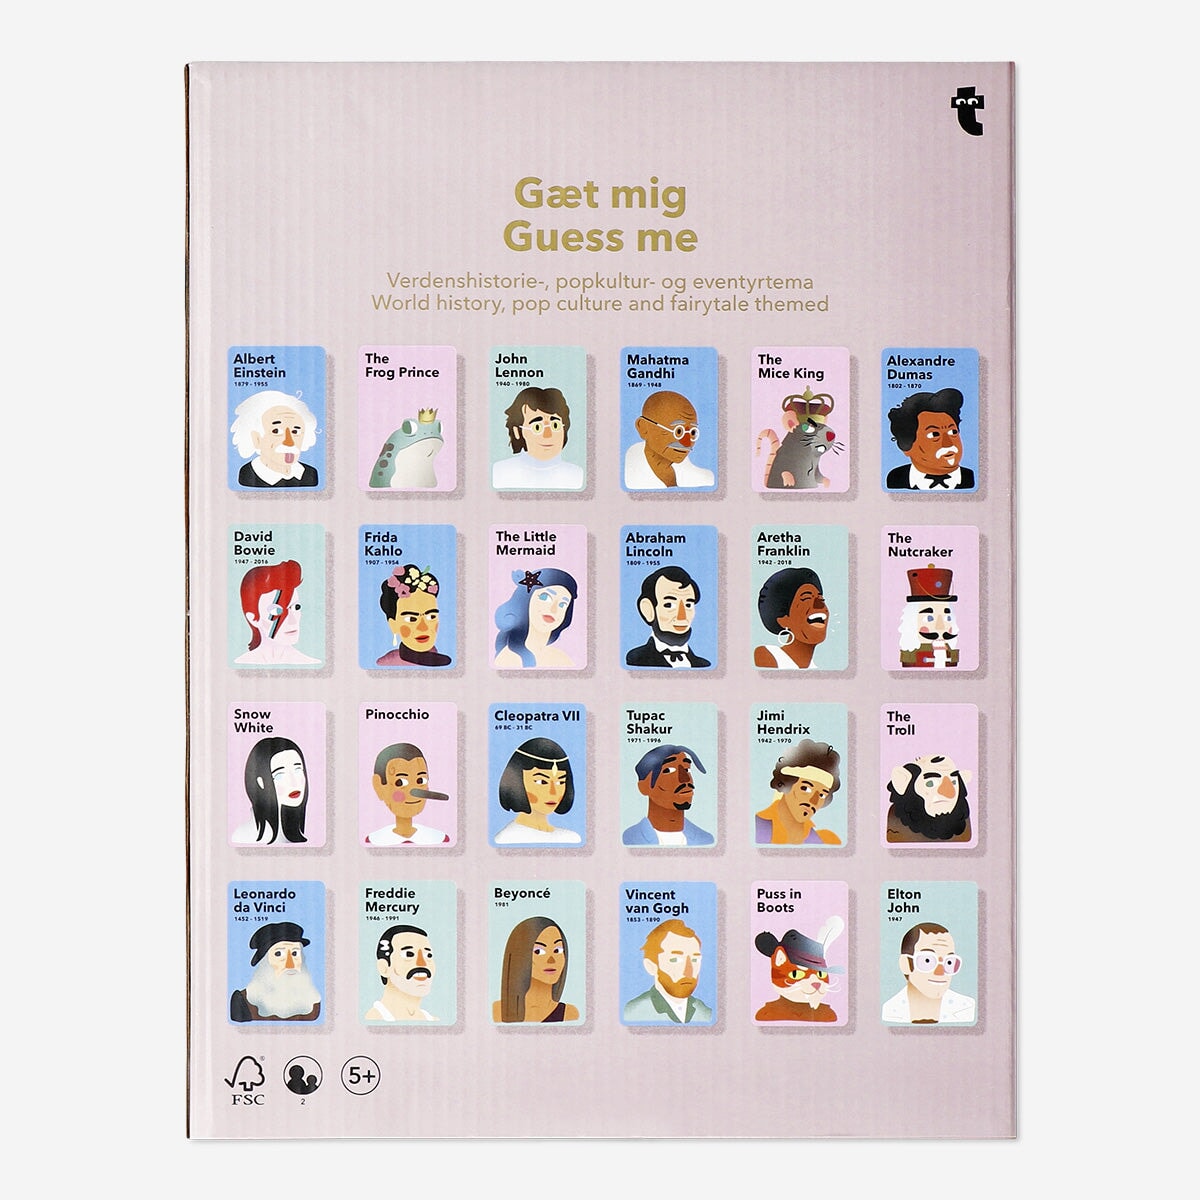 Gæt mig
Guess me
Verdenshistorie-, popkultur- og eventyrtema
World history, pop culture and fairytale themed
Albert
Einstein
1879 - 1955
The
Frog Prince
John
Lennon
1940 - 1980
Mahatma
Gandhi
1869 - 1948
The
Mice King
Alexandre
Dumas
1802 - 1870
David
Bowie
1947 - 2016
Frida
Kahlo
1907 - 1954
The Little
Mermaid
Abraham
Lincoln
1809 - 1955
Aretha
Franklin
1942 - 2018
The
Nutcraker
Snow
White
Pinocchio
Cleopatra VII
69 BC - 31 BC
Tupac
Shakur
1971 - 1996
Jimi
Hendrix
1942 - 1970
The
Troll
Leonardo
da Vinci
1452 - 1519
Freddie
Mercury
1946 - 1991
Beyoncé
1981
Vincent
van Gogh
1853 - 1890
Puss in
Boots
Elton
John
1947
FSC
2
5+